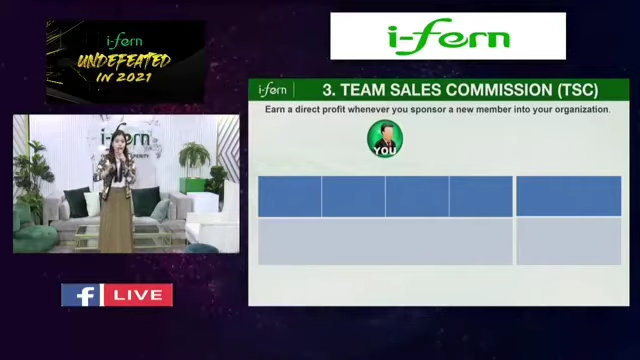 i-fern
UNDEFEATED
IN 2021
i-fern
i-fern
3. TEAM SALES COMMISSION (TSC)
Earn a direct profit whenever you sponsor a new member into your organization.
YOU
i-fern
f LIVE